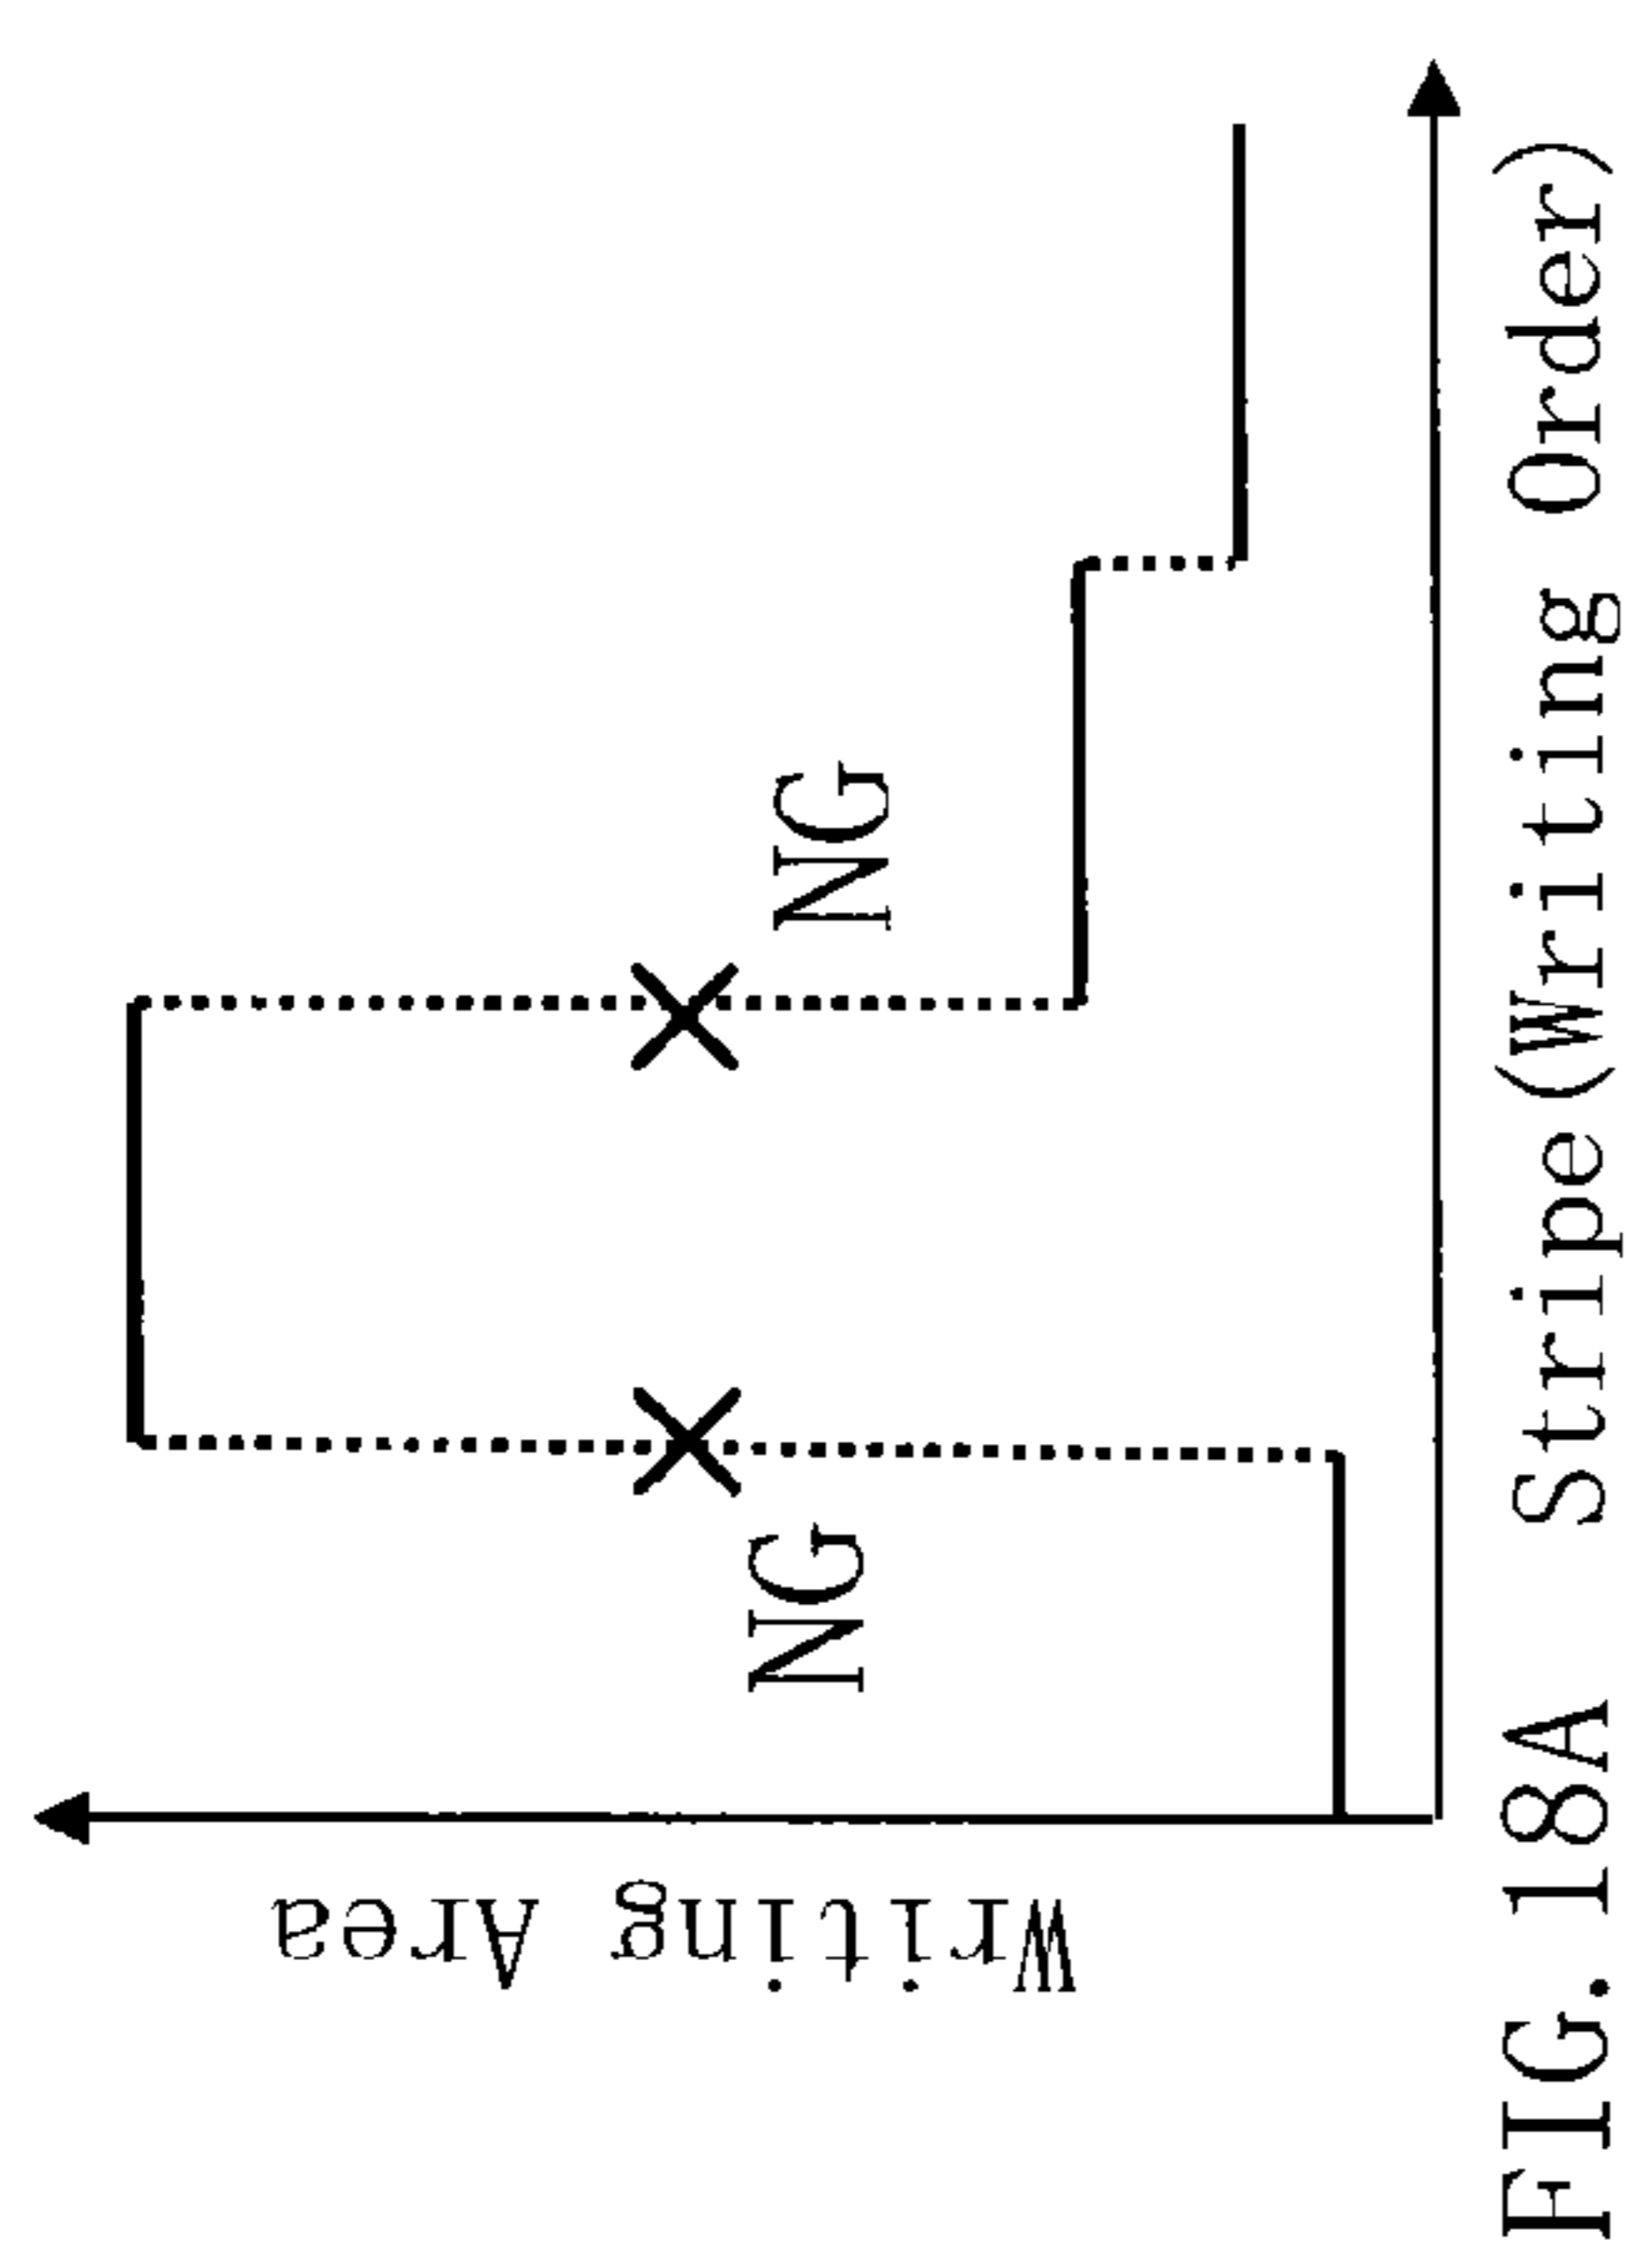 Writing Area
NG
NG
Stripe(Writing Order)
FIG. 18A